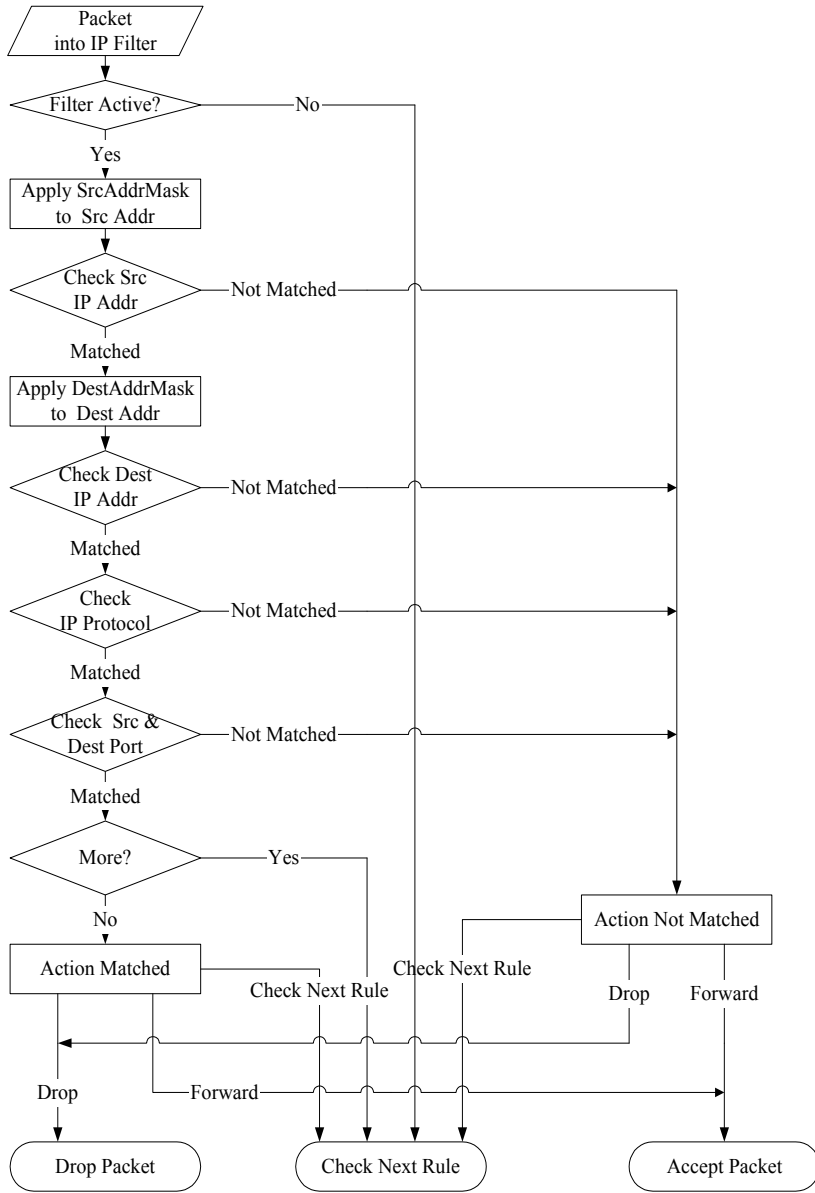 Packet
into IP Filter
Filter Active?
No
Yes
Apply SrcAddrMask
to Src Addr
Check Src
IP Addr
Not Matched
Matched
Apply DestAddrMask
to Dest Addr
Check Dest
IP Addr
Not Matched
Matched
Check
IP Protocol
Not Matched
Matched
Check Src &
Dest Port
Not Matched
Matched
More?
Yes
No
Action Not Matched
Action Matched
Check Next Rule
Check Next Rule
Drop
Forward
Drop
Forward
Drop Packet
Check Next Rule
Accept Packet